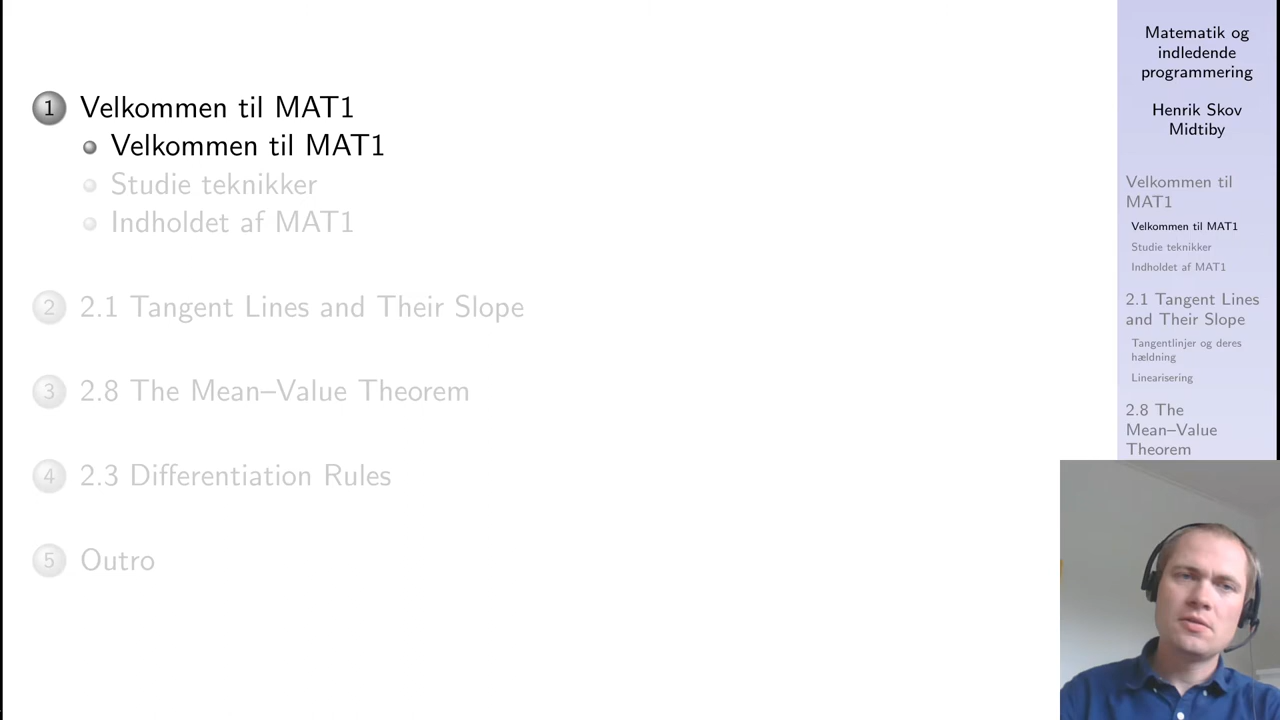 1 Velkommen til MAT1
Velkommen til MAT1
Studie teknikker
Indholdet af MAT1
2 2.1 Tangent Lines and Their Slope
3 2.8 The Mean–Value Theorem
4 2.3 Differentiation Rules
5 Outro
Matematik og
indledende
programmering
Henrik Skov
Midtiby
Velkommen til
MAT1
Velkommen til MAT1
Studie teknikker
Indholdet af MAT1
2.1 Tangent Lines
and Their Slope
Tangentlinjer og deres
hældning
Linearisering
2.8 The
Mean–Value
Theorem